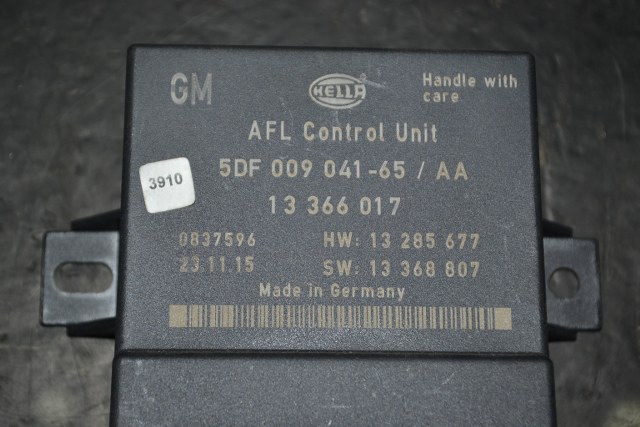 GM
HELLA
Handle with
care
AFL Control Unit
5DF 009 041-65 / AA
3910
13 366 017
0837596 HW: 13 285 677
23.11.15 SW: 13 368 807
Made in Germany